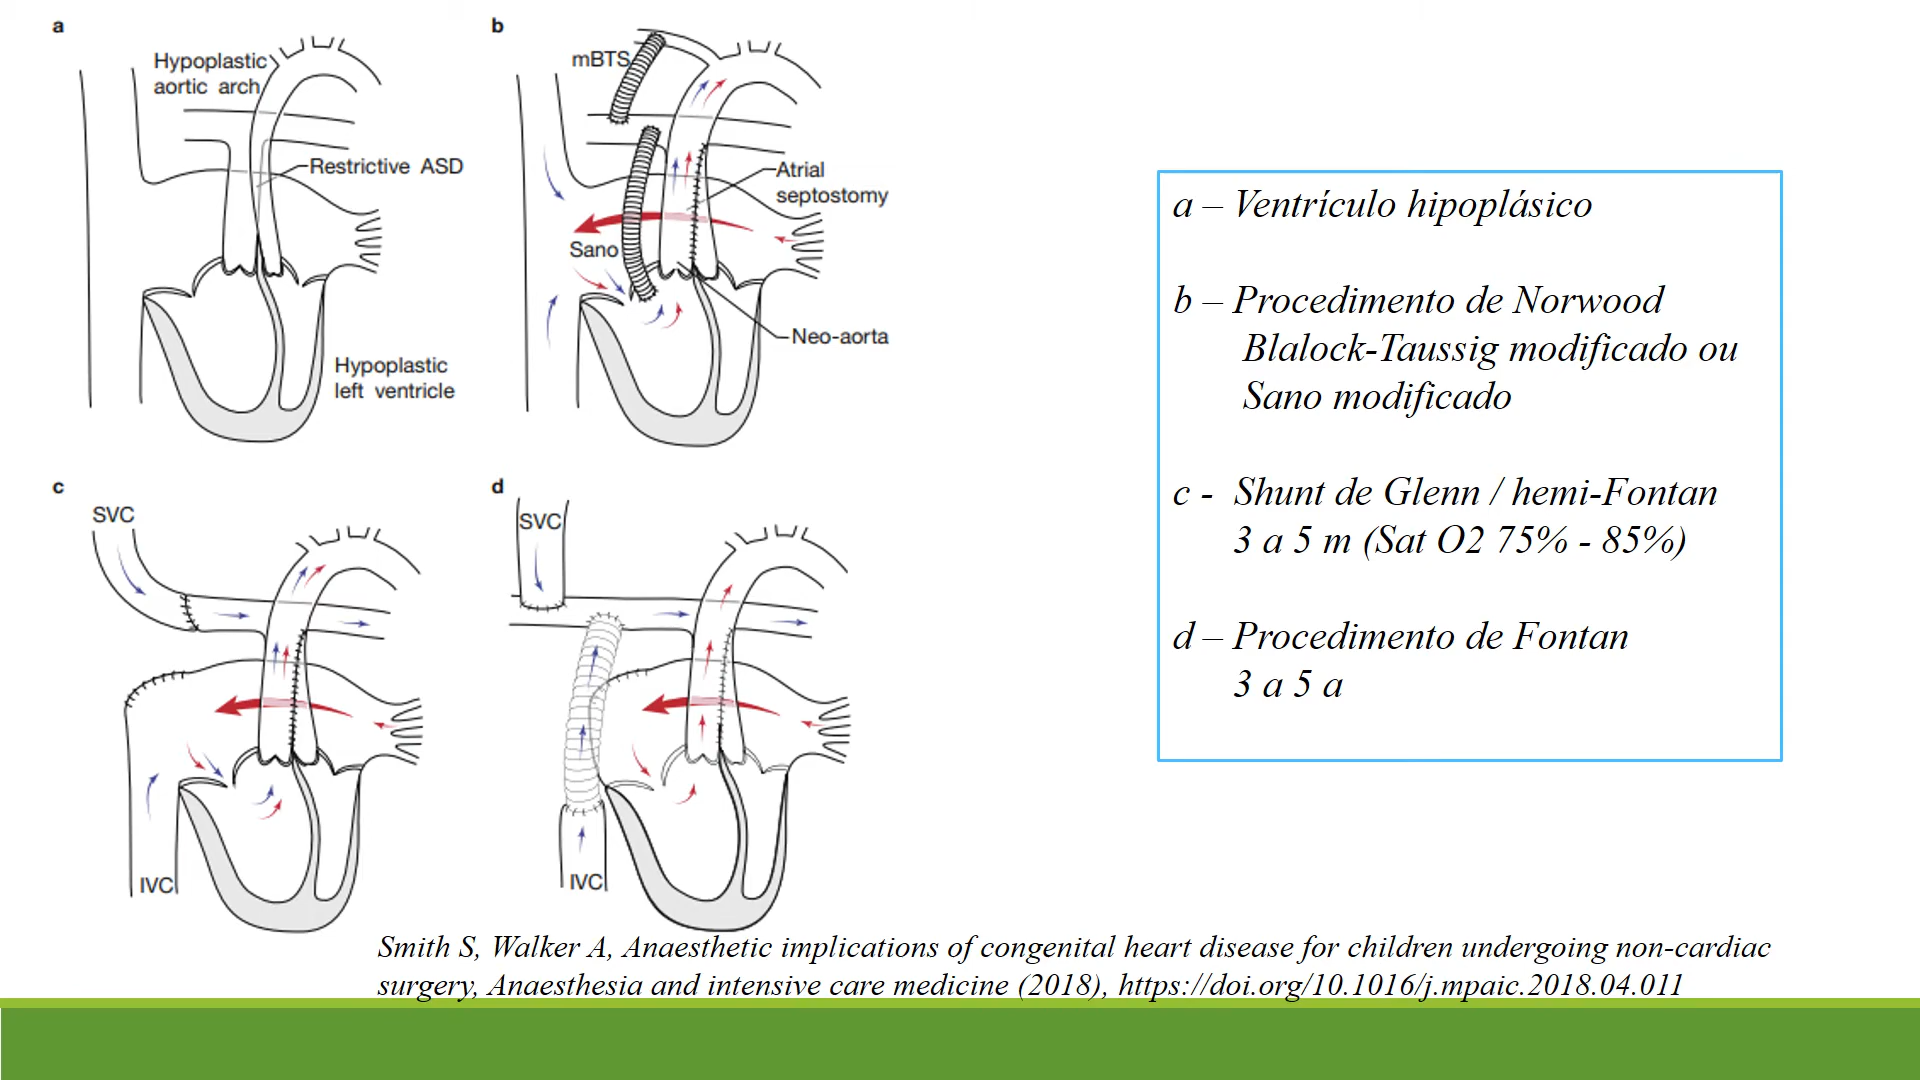 a
Hypoplastic
aortic arch
Restrictive ASD
Hypoplastic
left ventricle
b
mBTS
Atrial
septostomy
Sano
Neo-aorta
c
SVC
IVC
d
SVC
IVC
a – Ventrículo hipoplásico
b – Procedimento de Norwood
Blalock-Taussig modificado ou
Sano modificado
c - Shunt de Glenn / hemi-Fontan
3 a 5 m (Sat O2 75% - 85%)
d – Procedimento de Fontan
3 a 5 a
Smith S, Walker A, Anaesthetic implications of congenital heart disease for children undergoing non-cardiac
surgery, Anaesthesia and intensive care medicine (2018), https://doi.org/10.1016/j.mpaic.2018.04.011